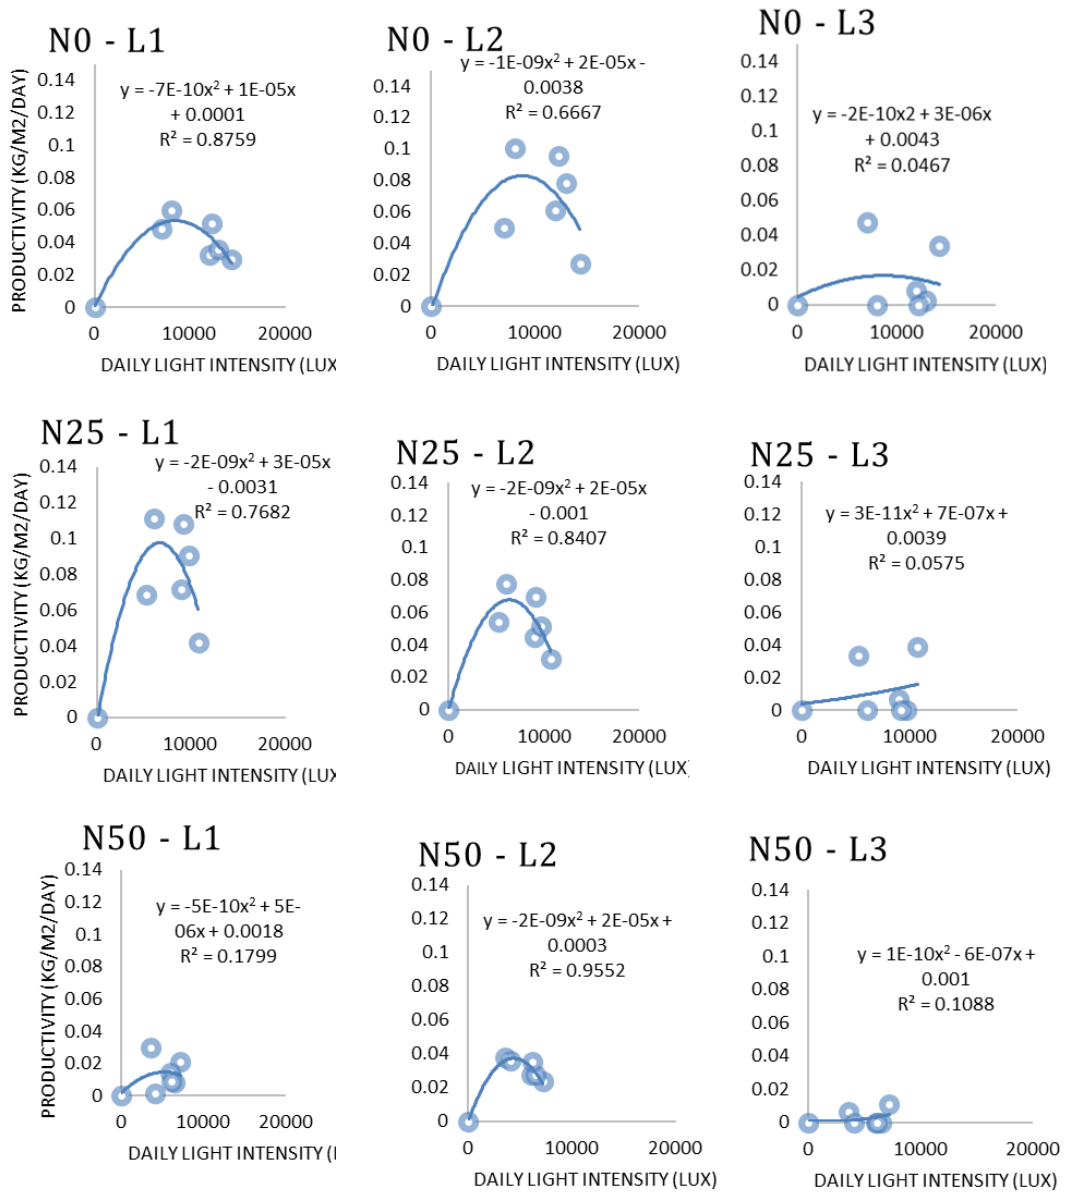 N0 - L1
PRODUCTIVITY (KG/M2/DAY)
0.14
0.12
0.1
0.08
0.06
0.04
0.02
0
y = -7E-10x² + 1E-05x
+ 0.0001
R² = 0.8759
0 10000 20000
DAILY LIGHT INTENSITY (LUX
N0 - L2
0.14
0.12
0.1
0.08
0.06
0.04
0.02
0
y = -1E-09x² + 2E-05x -
0.0038
R² = 0.6667
0 10000 20000
DAILY LIGHT INTENSITY (LUX)
N0 - L3
0.14
0.12
0.1
0.08
0.06
0.04
0.02
0
y = -2E-10x2 + 3E-06x
+ 0.0043
R² = 0.0467
0 10000 20000
DAILY LIGHT INTENSITY (LUX)
N25 - L1
PRODUCTIVITY (KG/M2/DAY)
0.14
0.12
0.1
0.08
0.06
0.04
0.02
0
y = -2E-09x² + 3E-05x
- 0.0031
R² = 0.7682
0 10000 20000
DAILY LIGHT INTENSITY (LUX
N25 - L2
0.14
0.12
0.1
0.08
0.06
0.04
0.02
0
y = -2E-09x² + 2E-05x
- 0.001
R² = 0.8407
0 10000 20000
DAILY LIGHT INTENSITY (LUX)
N25 - L3
0.14
0.12
0.1
0.08
0.06
0.04
0.02
0
y = 3E-11x² + 7E-07x +
0.0039
R² = 0.0575
0 10000 20000
DAILY LIGHT INTENSITY (LUX)
N50 - L1
PRODUCTIVITY (KG/M2/DAY)
0.14
0.12
0.1
0.08
0.06
0.04
0.02
0
y = -5E-10x² + 5E-
06x + 0.0018
R² = 0.1799
0 10000 20000
DAILY LIGHT INTENSITY (
N50 - L2
0.14
0.12
0.1
0.08
0.06
0.04
0.02
0
y = -2E-09x² + 2E-05x +
0.0003
R² = 0.9552
0 10000 20000
DAILY LIGHT INTENSITY (LUX)
N50 - L3
0.14
0.12
0.1
0.08
0.06
0.04
0.02
0
y = 1E-10x² - 6E-07x +
0.001
R² = 0.1088
0 10000 20000
DAILY LIGHT INTENSITY (LUX)